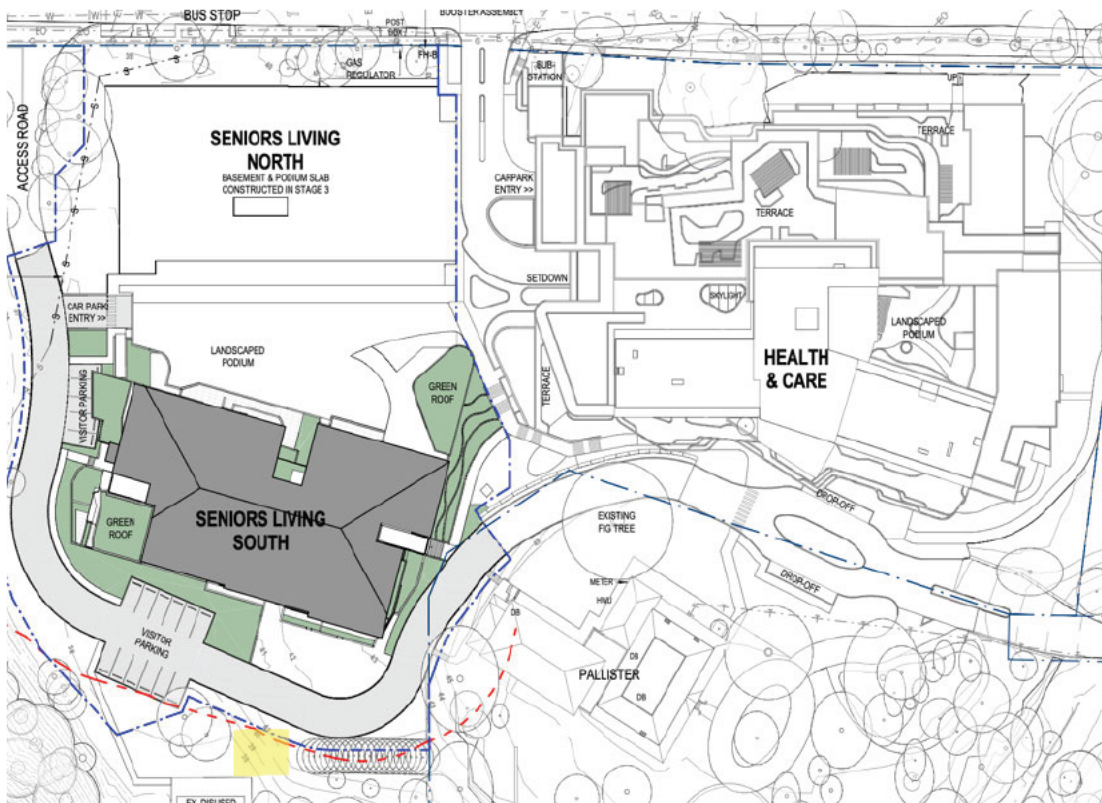 BUS STOP
POST
BOX
BOOSTER ASSEMBLY
FH-B
GAS
REGULATOR
SUB-
STATION
UP
ACCESS ROAD
SENIORS LIVING
NORTH
BASEMENT & PODIUM SLAB
CONSTRUCTED IN STAGE 3
TERRACE
CARPARK
ENTRY >>
TERRACE
SETDOWN
SKYLIGHT
CAR PARK
ENTRY >>
LANDSCAPED
PODIUM
LANDSCAPED
PODIUM
HEALTH
& CARE
VISITOR PARKING
GREEN
ROOF
TERRACE
DROP-OFF
SENIORS LIVING
SOUTH
GREEN
ROOF
EXISTING
FIG TREE
DROP-OFF
METER
HWU
DB
VISITOR
PARKING
DB
PALLISTER
DB
EX. DISUSED